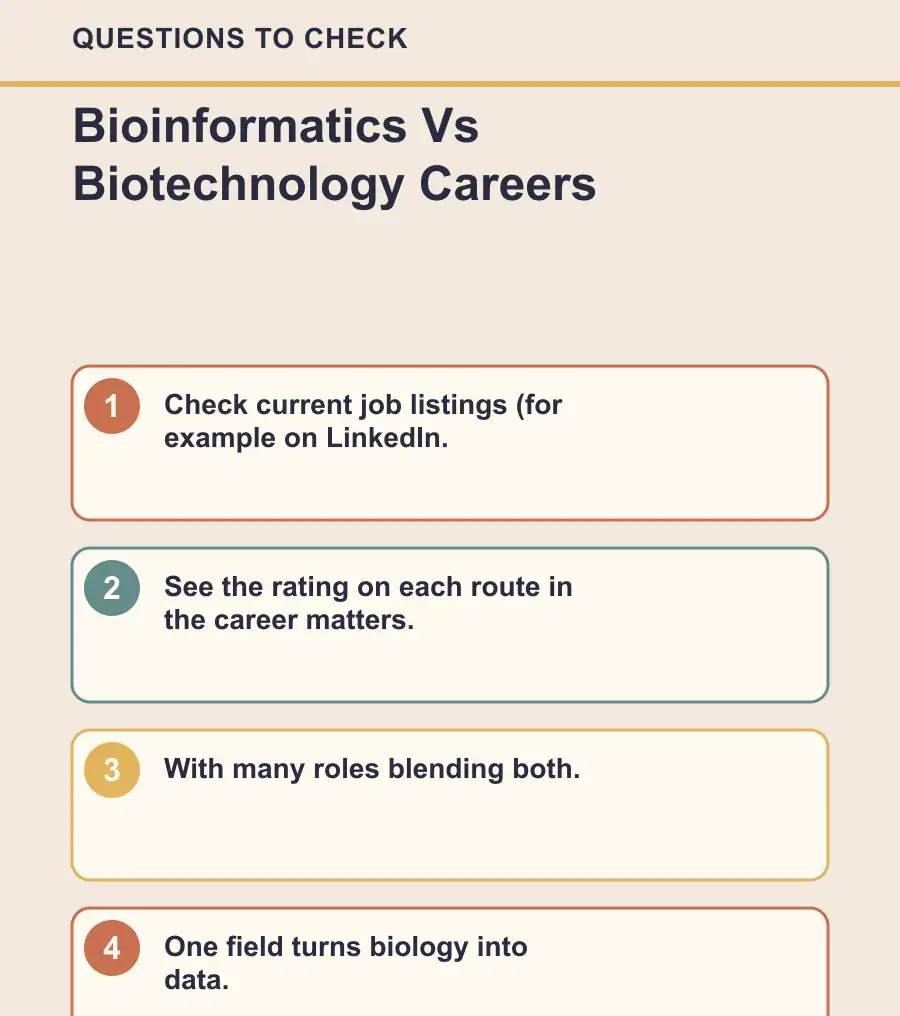 QUESTIONS TO CHECK
Bioinformatics Vs
Biotechnology Careers
1
Check current job listings (for
example on LinkedIn.
2
See the rating on each route in
the career matters.
3
With many roles blending both.
4
One field turns biology into
data.